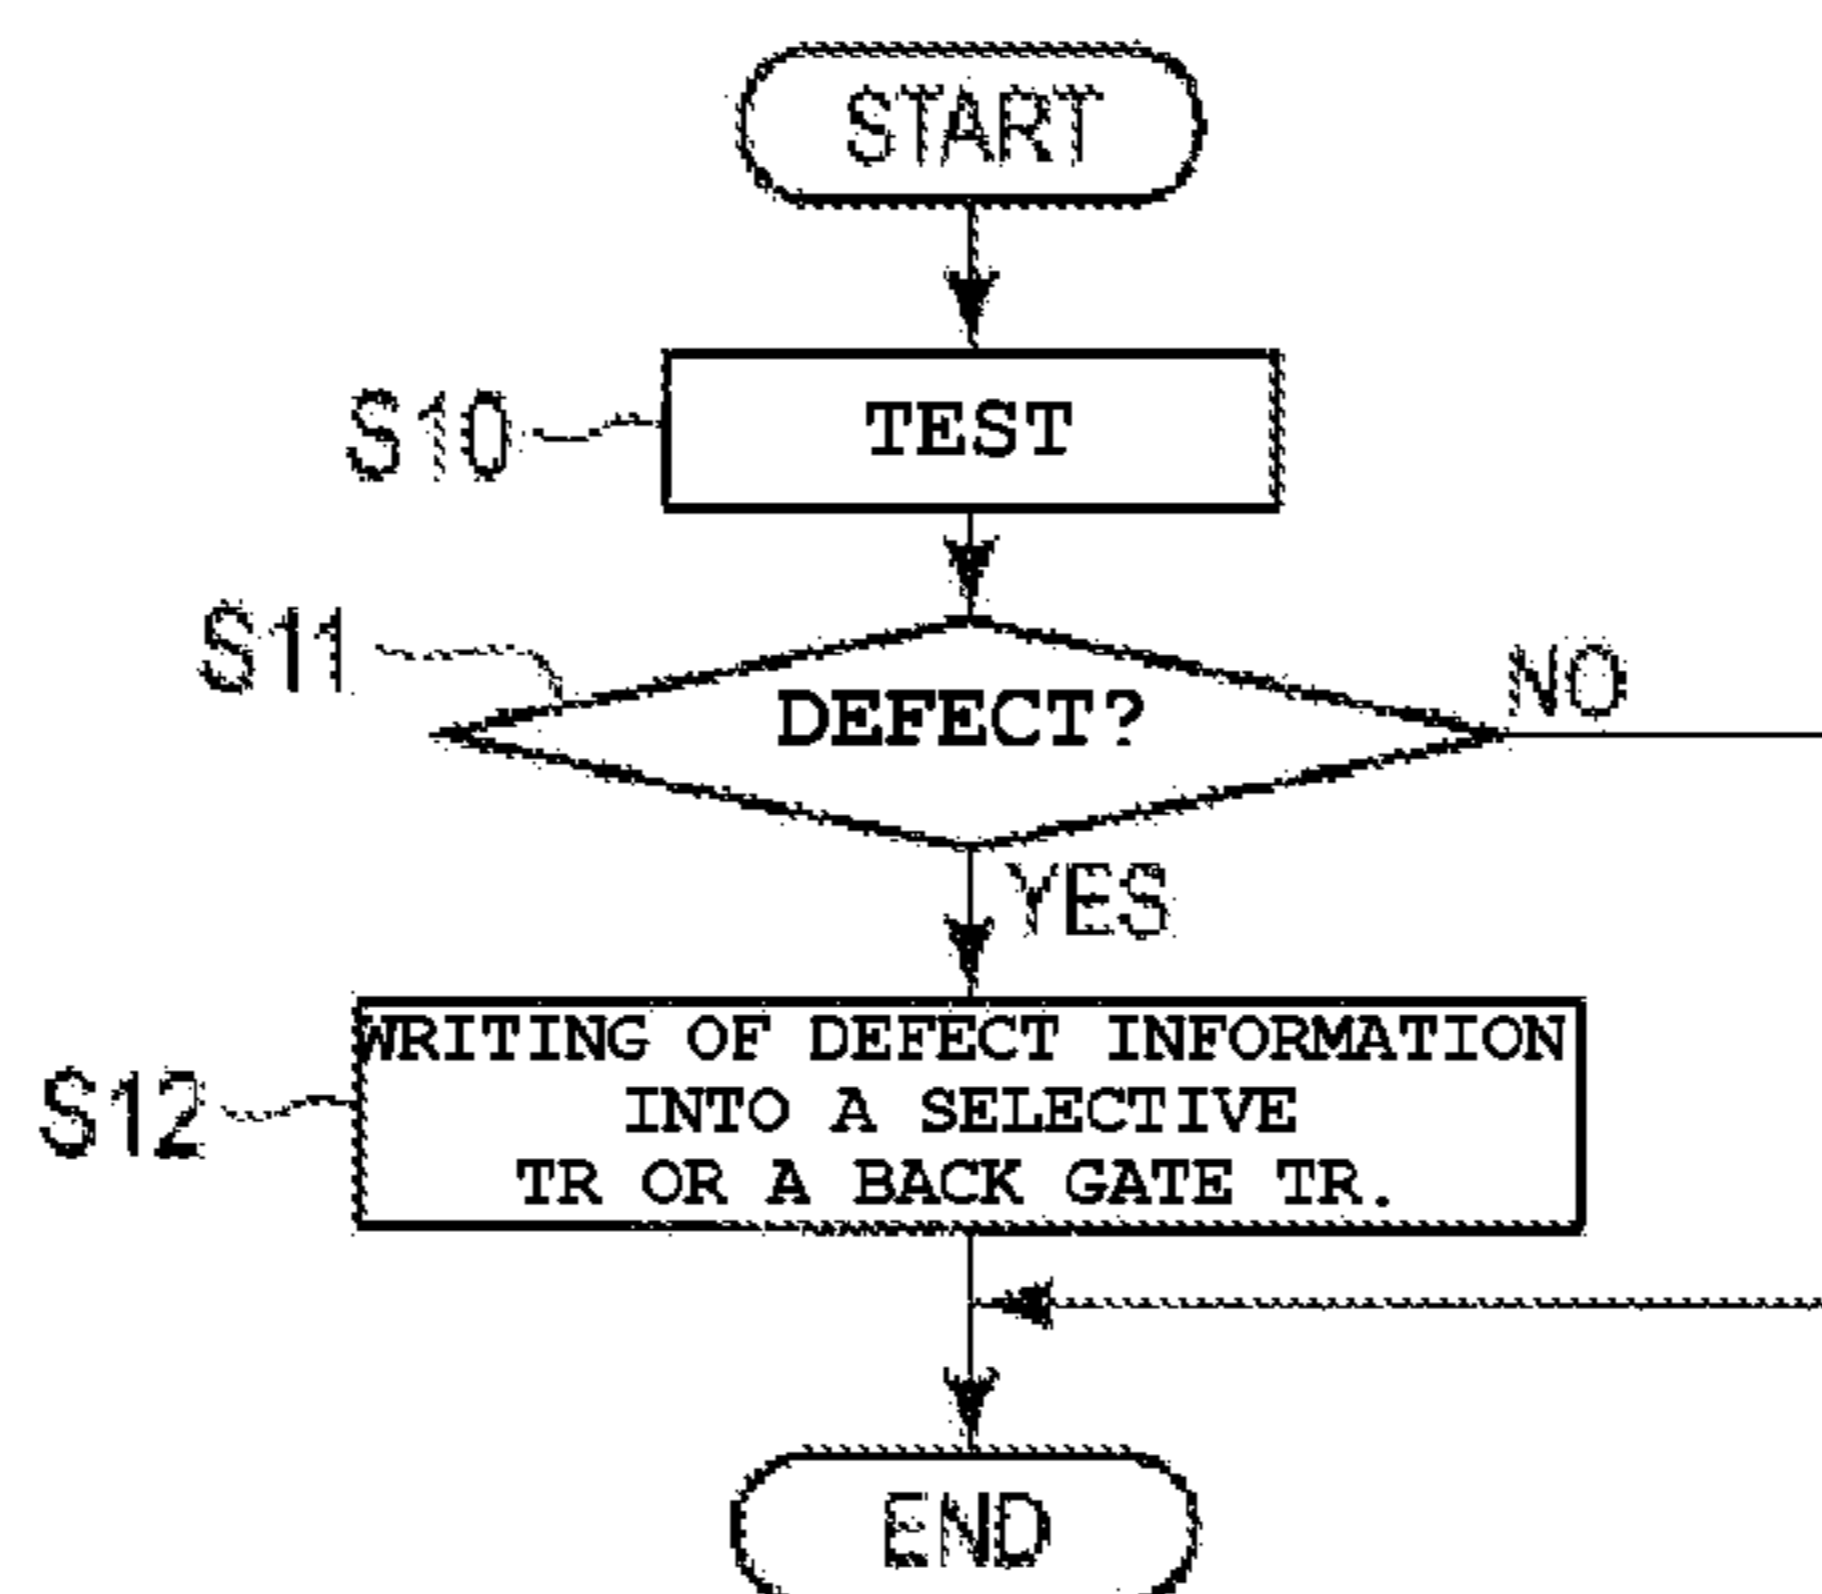 START
S10
TEST
S11
DEFECT?
NO
YES
S12
WRITING OF DEFECT INFORMATION
INTO A SELECTIVE
TR OR A BACK GATE TR.
END